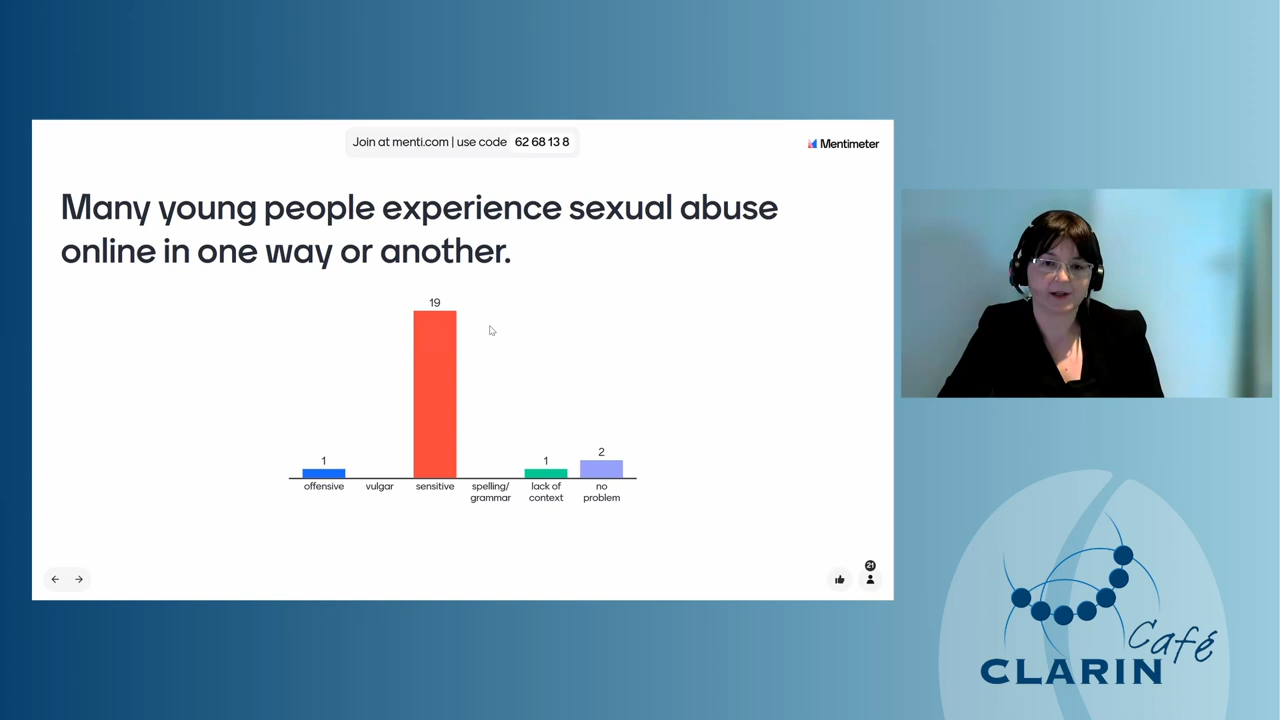 Join at menti.com | use code 62 68 13 8
Mentimeter
Many young people experience sexual abuse
online in one way or another.
19
1
1
2
offensive
vulgar
sensitive
spelling/
grammar
lack of
context
no
problem
21
Café
CLARIN